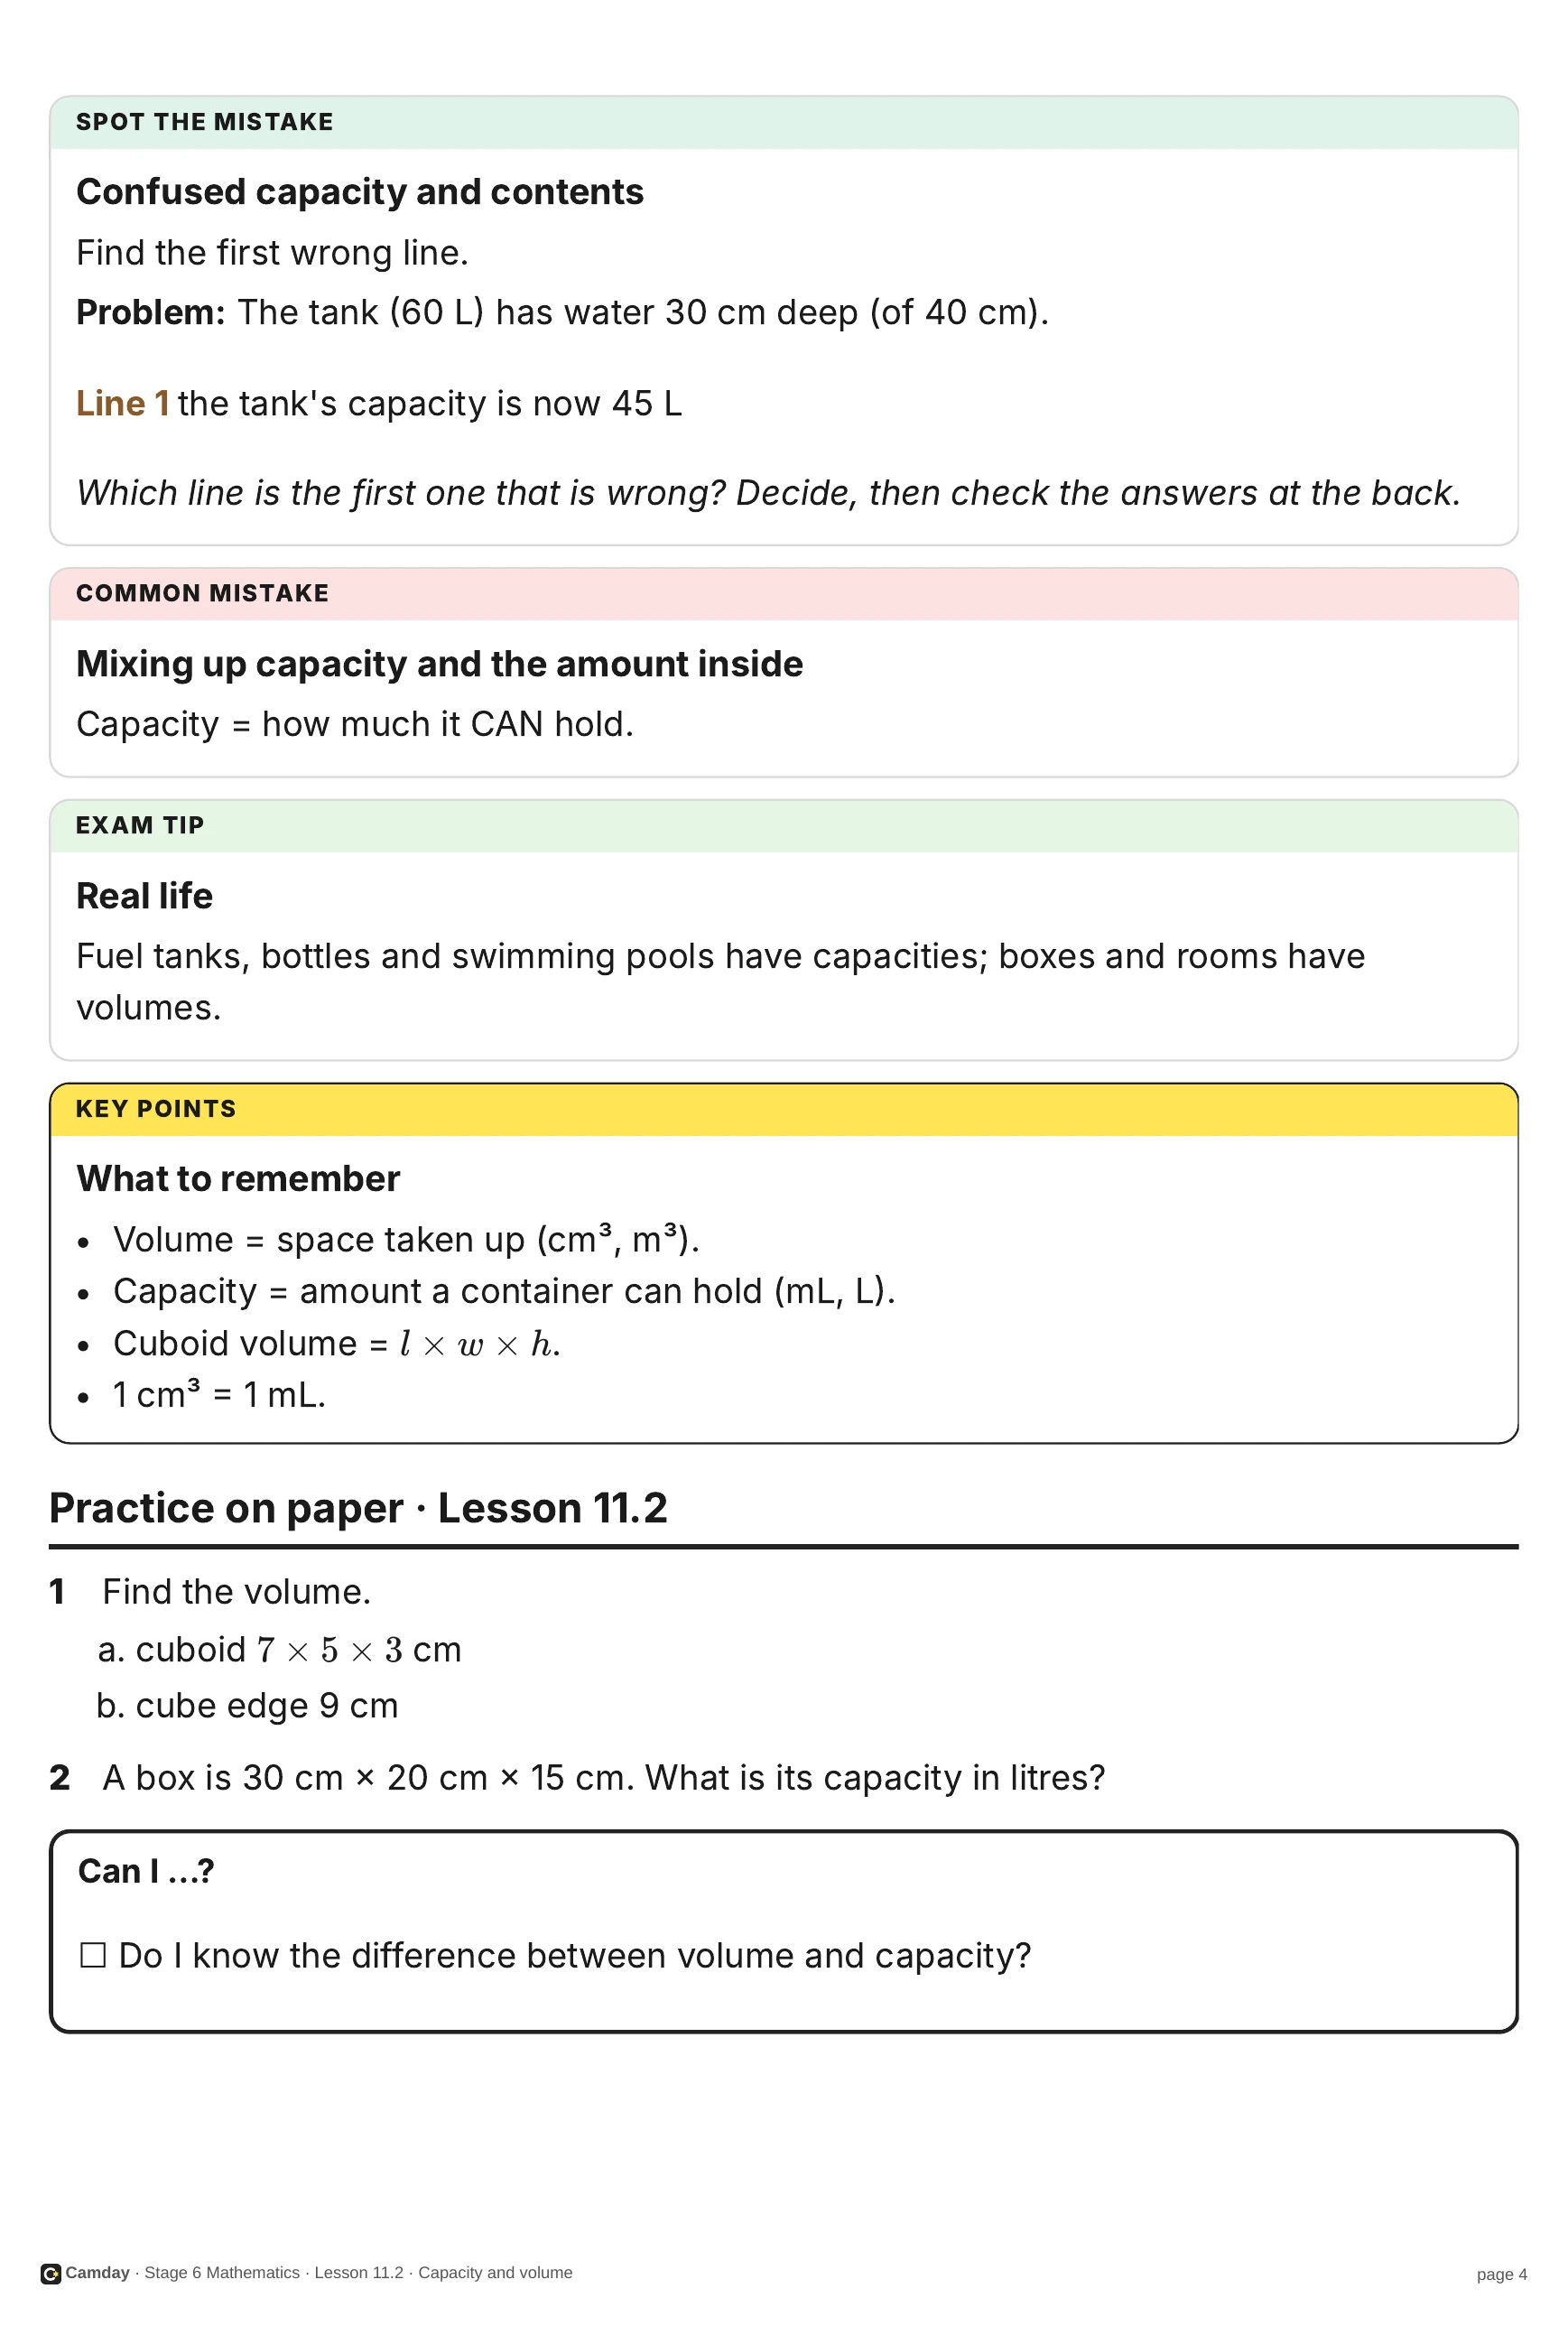 SPOT THE MISTAKE
Confused capacity and contents
Find the first wrong line.
Problem: The tank (60 L) has water 30 cm deep (of 40 cm).
Line 1 the tank's capacity is now 45 L
Which line is the first one that is wrong? Decide, then check the answers at the back.
COMMON MISTAKE
Mixing up capacity and the amount inside
Capacity = how much it CAN hold.
EXAM TIP
Real life
Fuel tanks, bottles and swimming pools have capacities; boxes and rooms have
volumes.
KEY POINTS
What to remember
• Volume = space taken up (cm³, m³).
• Capacity = amount a container can hold (mL, L).
• Cuboid volume = l × w × h.
• 1 cm³ = 1 mL.
Practice on paper · Lesson 11.2
1 Find the volume.
a. cuboid 7 × 5 × 3 cm
b. cube edge 9 cm
2 A box is 30 cm × 20 cm × 15 cm. What is its capacity in litres?
Can I ...?
☐ Do I know the difference between volume and capacity?
Camday · Stage 6 Mathematics · Lesson 11.2 · Capacity and volume
page 4